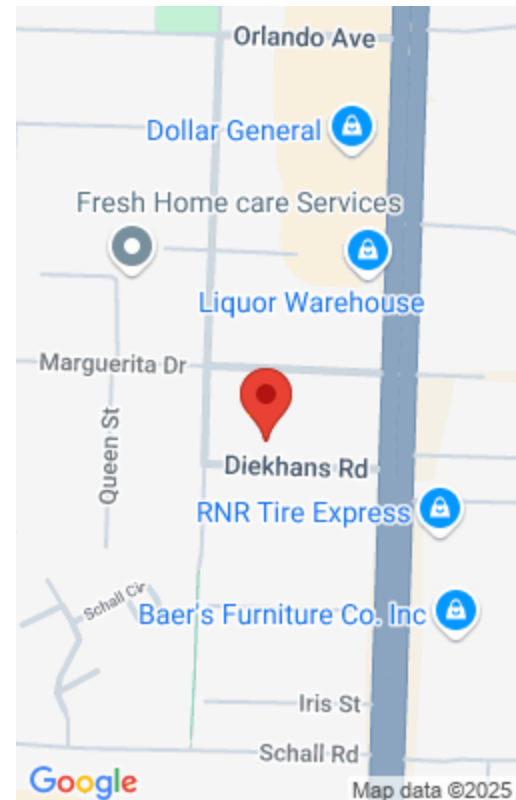 Orlando Ave
Dollar General
Fresh Home care Services
Liquor Warehouse
Marguerita Dr
Queen St
Diekhans Rd
RNR Tire Express
Schall Cir
Baer's Furniture Co. Inc
Iris St
Schall Rd
Google
Map data ©2025